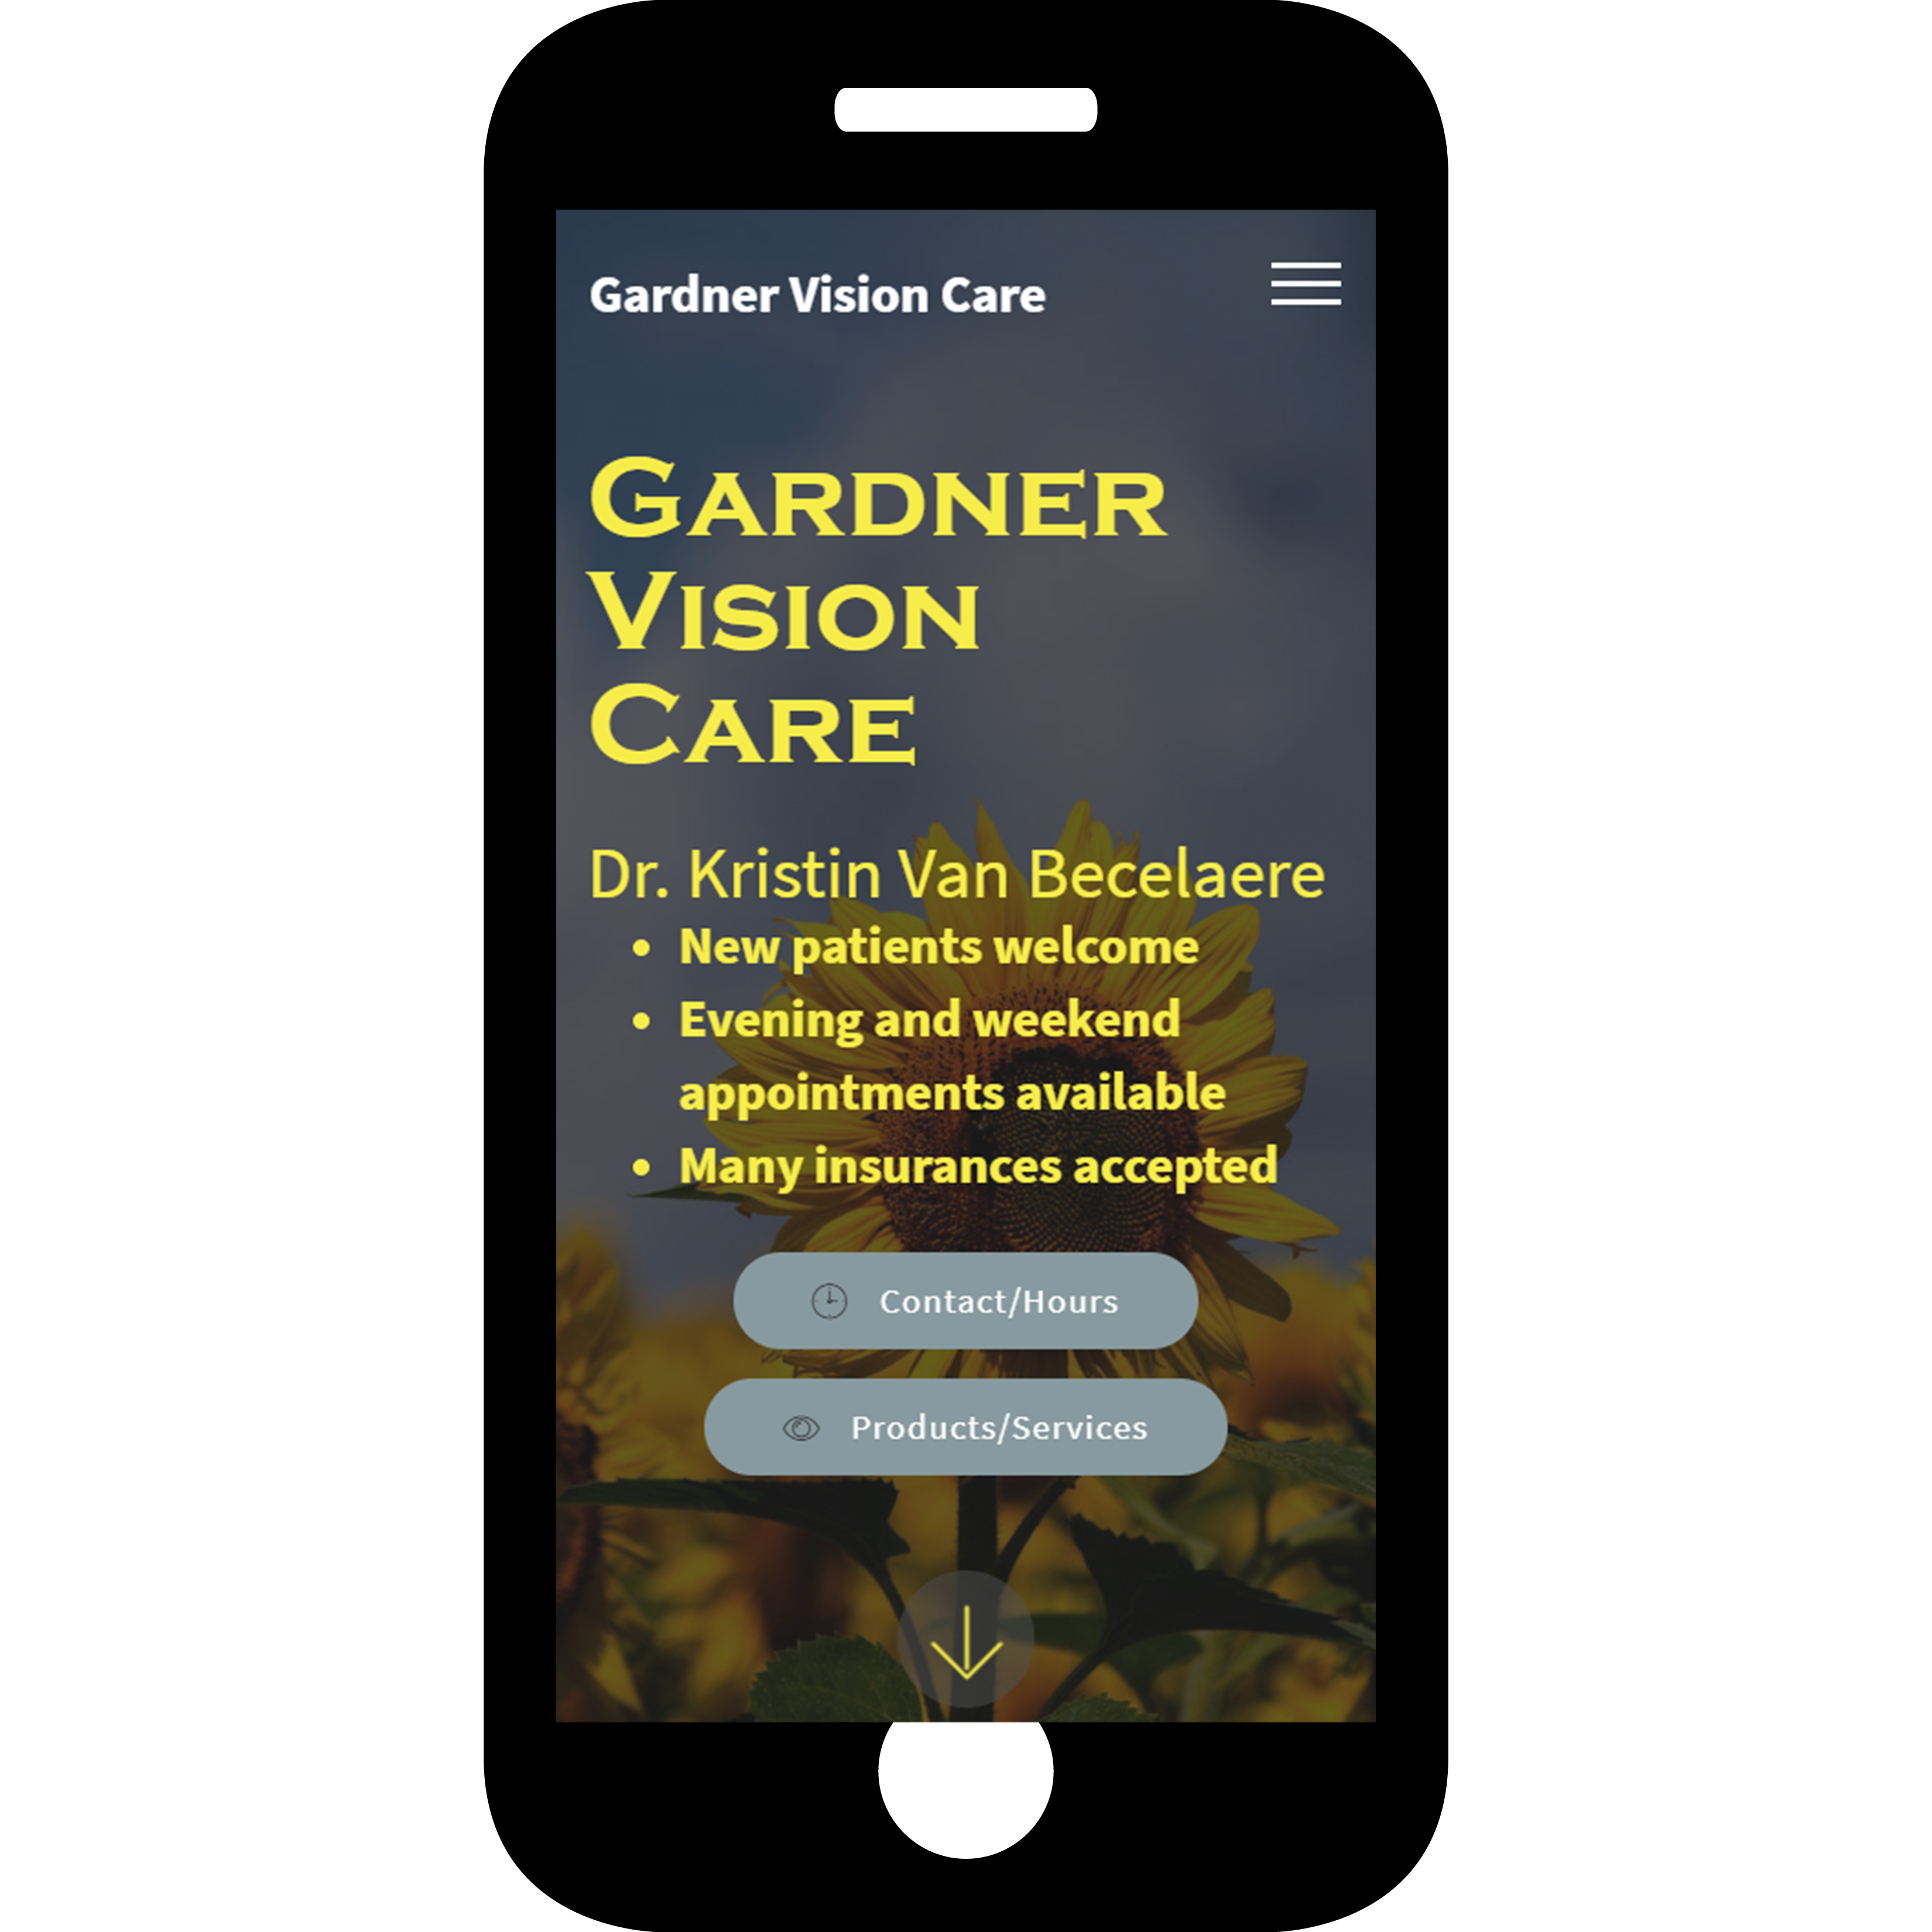 Gardner Vision Care
Gardner
Vision
Care
Dr. Kristin Van Becelaere
• New patients welcome
• Evening and weekend
appointments available
• Many insurances accepted
Contact/Hours
Products/Services